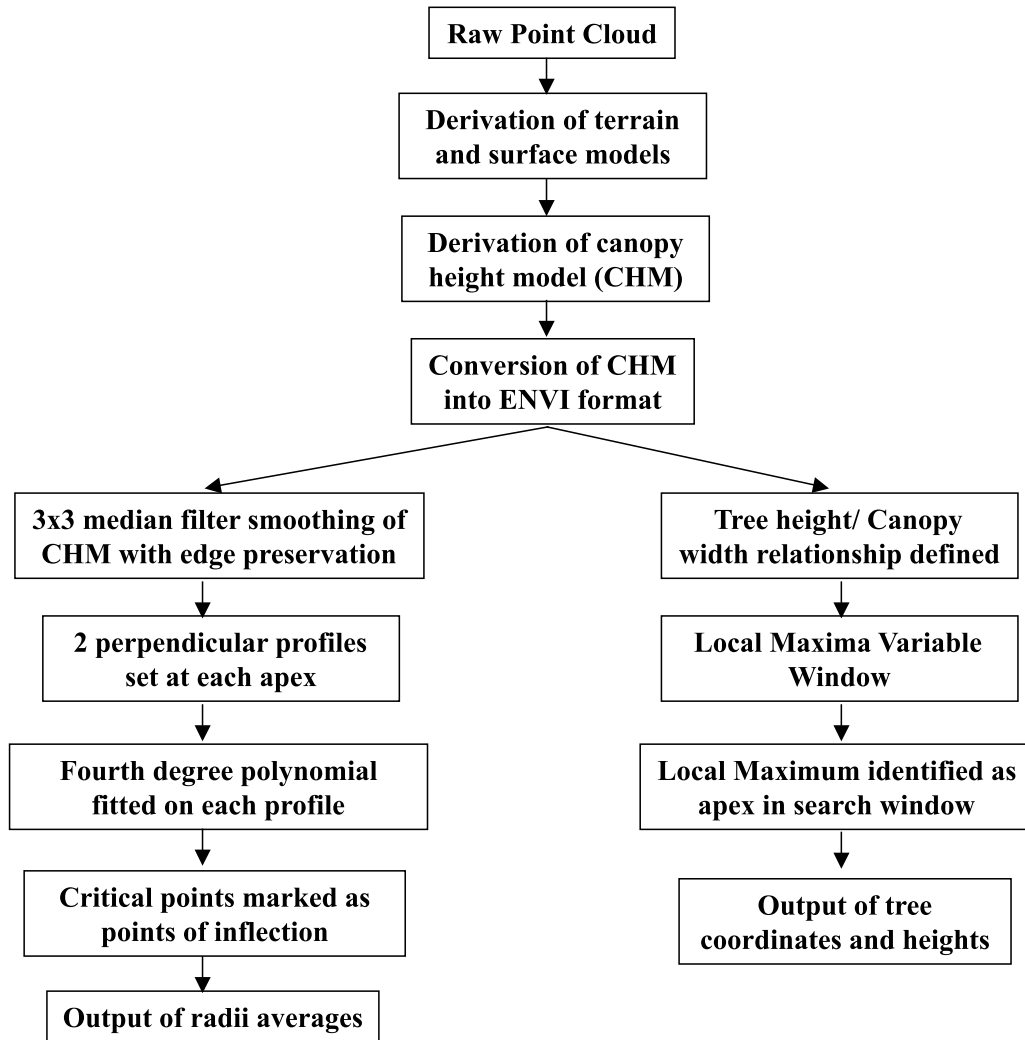 Raw Point Cloud
Derivation of terrain
and surface models
Derivation of canopy
height model (CHM)
Conversion of CHM
into ENVI format
3x3 median filter smoothing of
CHM with edge preservation
2 perpendicular profiles
set at each apex
Fourth degree polynomial
fitted on each profile
Critical points marked as
points of inflection
Output of radii averages
Tree height/ Canopy
width relationship defined
Local Maxima Variable
Window
Local Maximum identified as
apex in search window
Output of tree
coordinates and heights